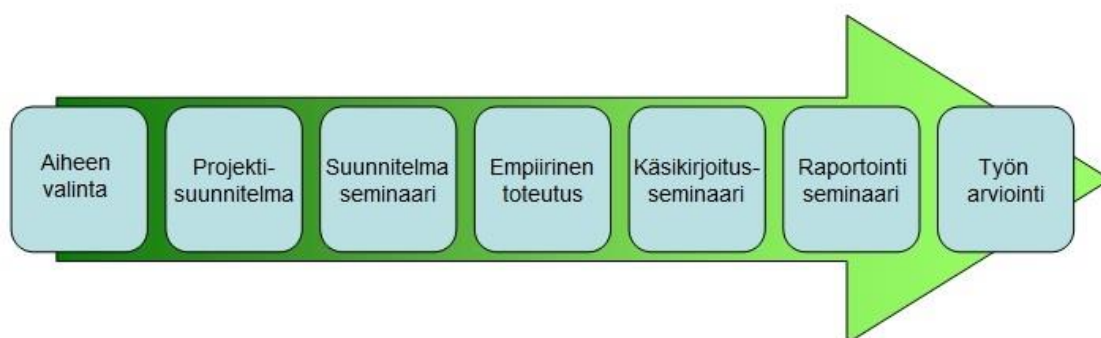 Aiheen
valinta
Projekti-
suunnitelma
Suunnitelma
seminaari
Empiirinen
toteutus
Käsikirjoitus-
seminaari
Raportointi
seminaari
Työn
arviointi